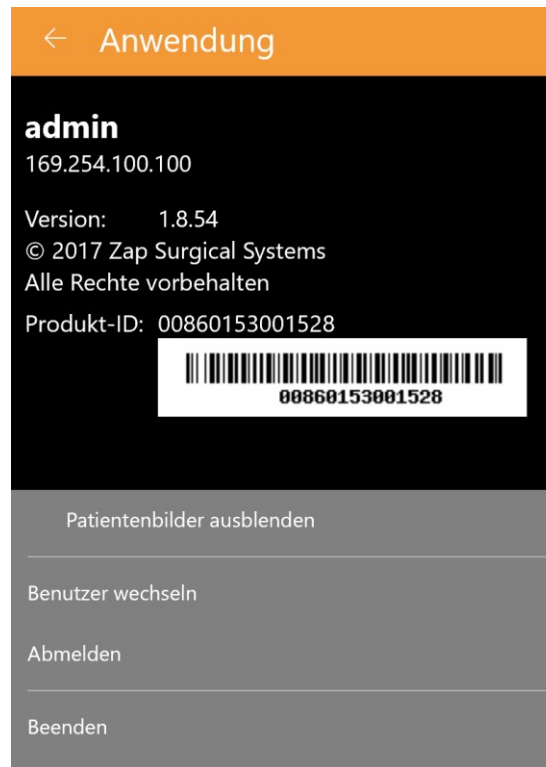 ← Anwendung
admin
169.254.100.100
Version: 1.8.54
© 2017 Zap Surgical Systems
Alle Rechte vorbehalten
Produkt-ID: 00860153001528
00860153001528
Patientenbilder ausblenden
Benutzer wechseln
Abmelden
Beenden